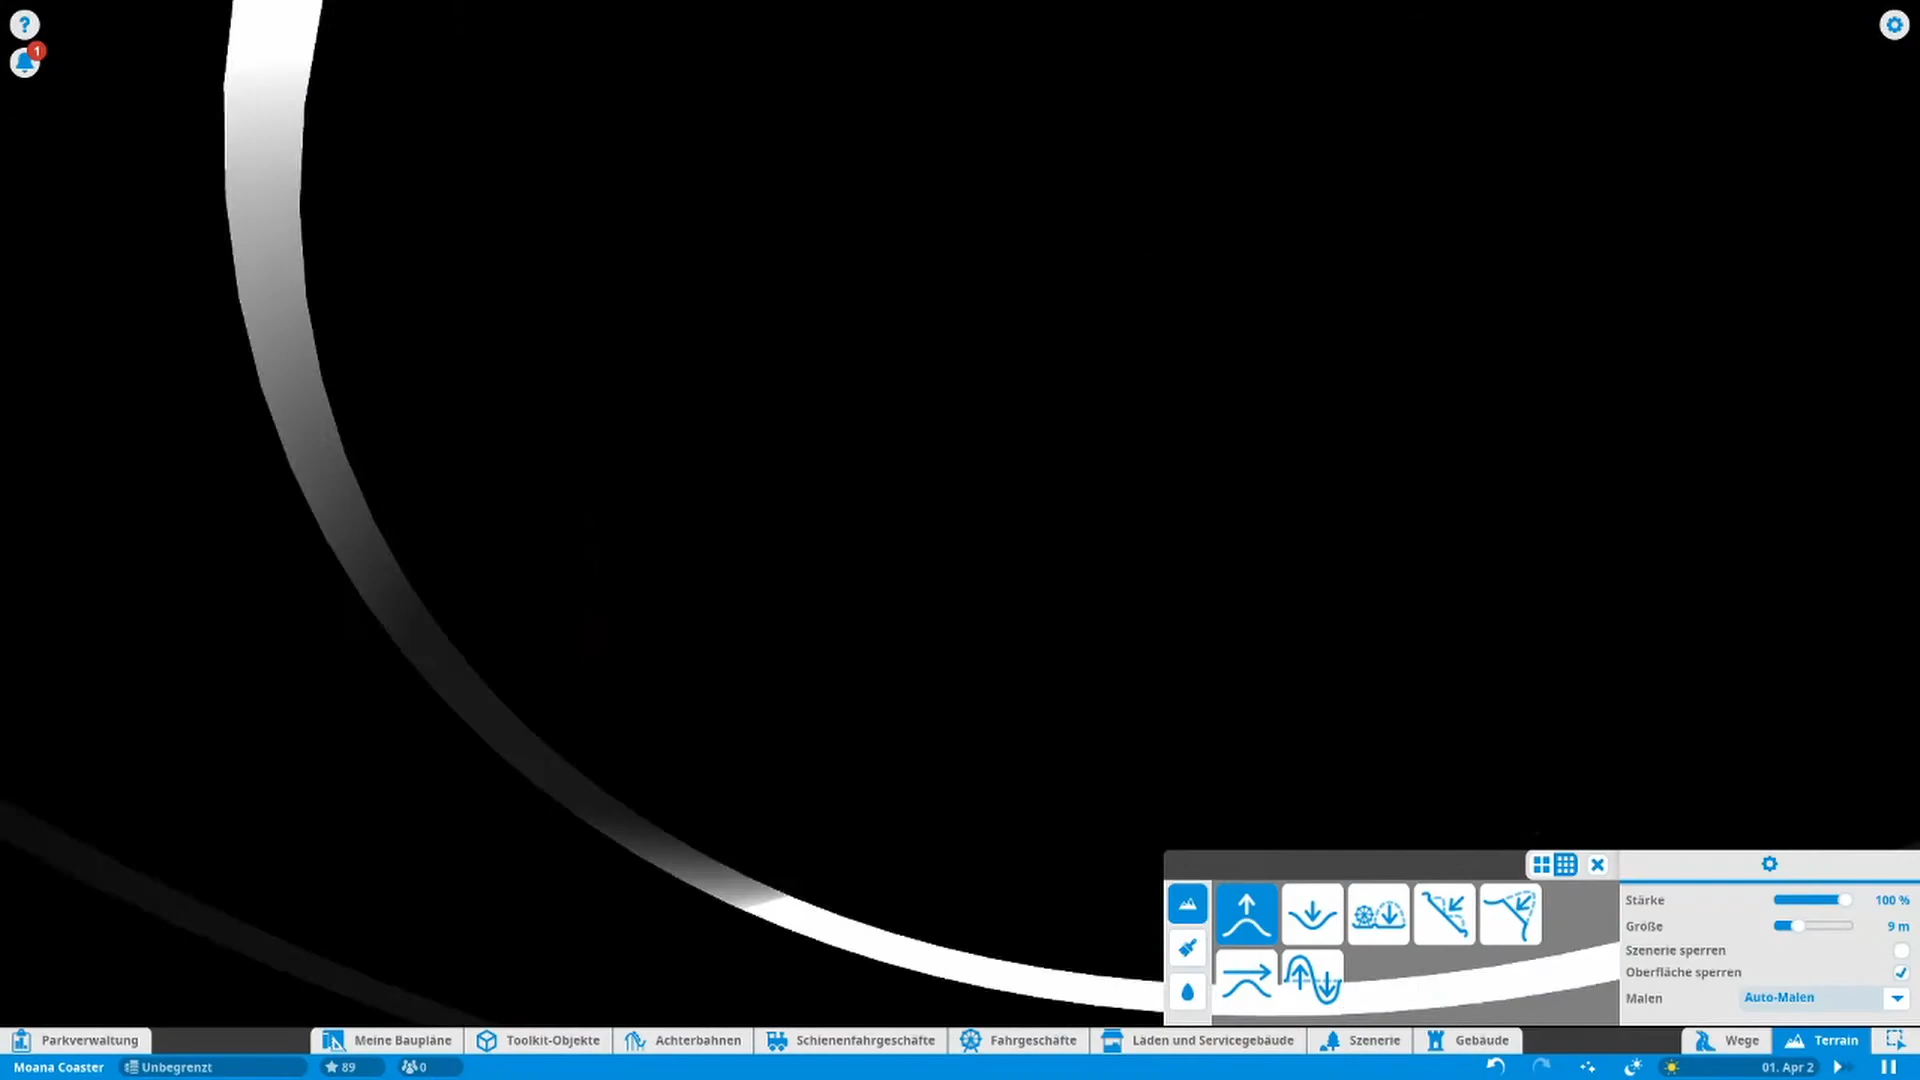 ?
1
Stärke 100 %
Größe 9 m
Szenerie sperren
Oberfläche sperren
Malen Auto-Malen
Parkverwaltung Meine Baupläne Toolkit-Objekte Achterbahnen Schienenfahrgeschäfte Fahrgeschäfte Läden und Servicegebäude Szenerie Gebäude Wege Terrain
Moana Coaster Unbegrenzt 89 0 01. Apr 2